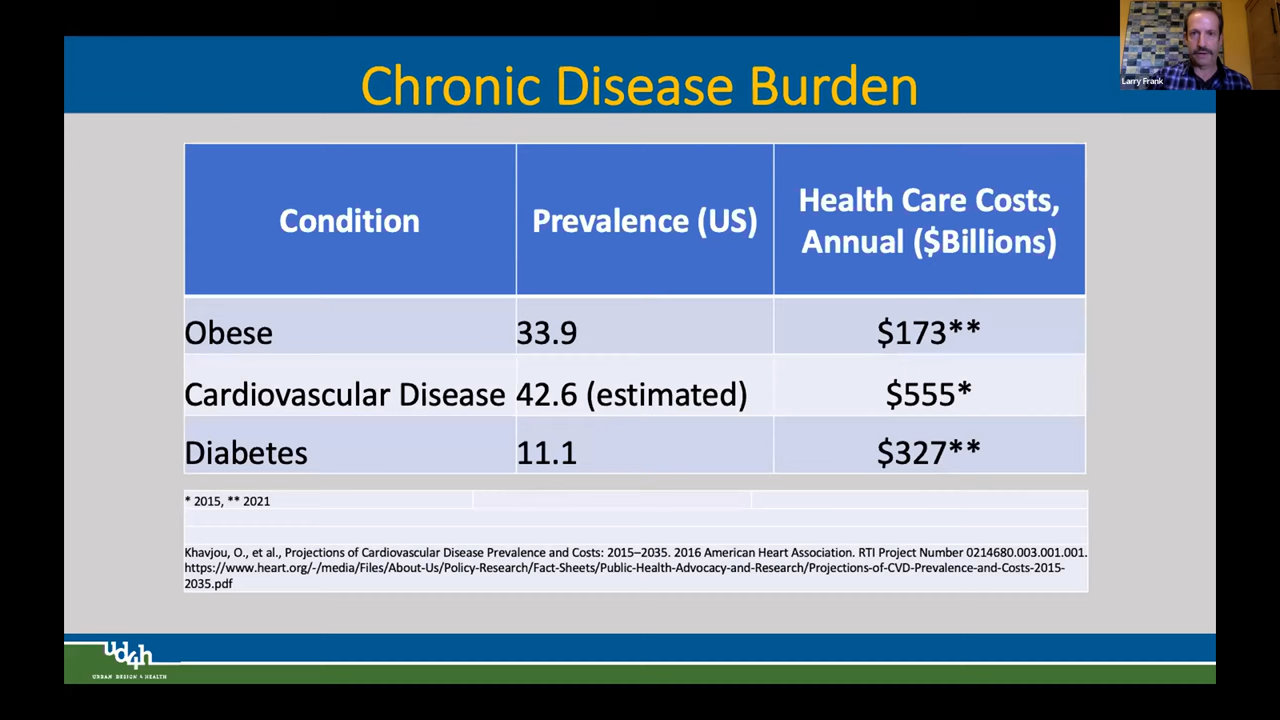 Larry Frank
Chronic Disease Burden
Condition
Prevalence (US)
Health Care Costs,
Annual ($Billions)
Obese
33.9
$173**
Cardiovascular Disease
42.6 (estimated)
$555*
Diabetes
11.1
$327**
* 2015, ** 2021
Khavjou, O., et al., Projections of Cardiovascular Disease Prevalence and Costs: 2015–2035. 2016 American Heart Association. RTI Project Number 0214680.003.001.001.
https://www.heart.org/-/media/Files/About-Us/Policy-Research/Fact-Sheets/Public-Health-Advocacy-and-Research/Projections-of-CVD-Prevalence-and-Costs-2015-
2035.pdf
ud4h
URBAN DESIGN 4 HEALTH